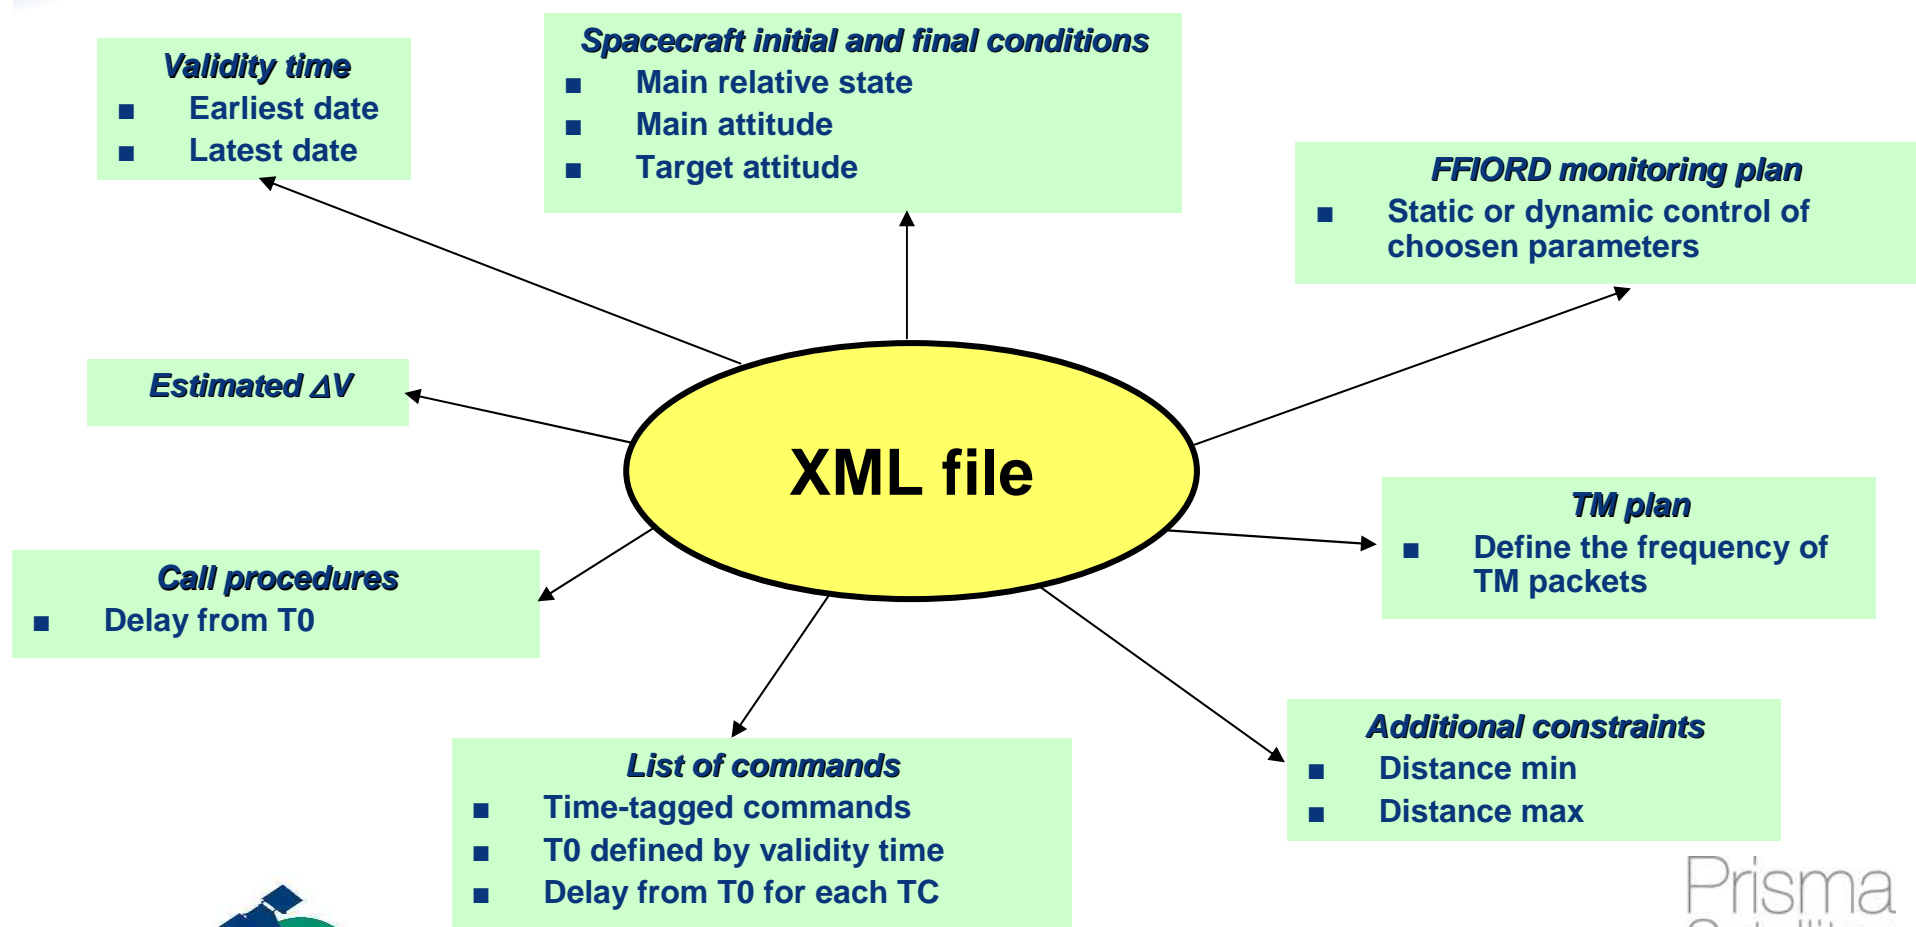 Validity time
■ Earliest date
■ Latest date
Spacecraft initial and final conditions
■ Main relative state
■ Main attitude
■ Target attitude
FFIORD monitoring plan
■ Static or dynamic control of
choosen parameters
Estimated ΔV
XML file
TM plan
■ Define the frequency of
TM packets
Call procedures
■ Delay from T0
Additional constraints
■ Distance min
■ Distance max
List of commands
■ Time-tagged commands
■ T0 defined by validity time
■ Delay from T0 for each TC
Prisma